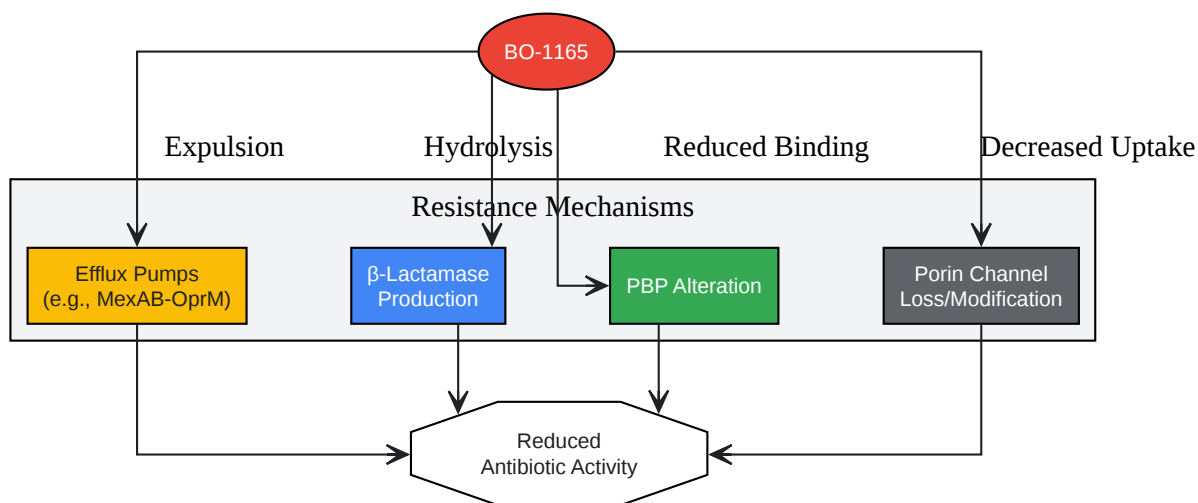 BO-1165
Expulsion
Hydrolysis
Reduced Binding
Decreased Uptake
Resistance Mechanisms
Efflux Pumps
(e.g., MexAB-OprM)
β-Lactamase
Production
PBP Alteration
Porin Channel
Loss/Modification
Reduced
Antibiotic Activity